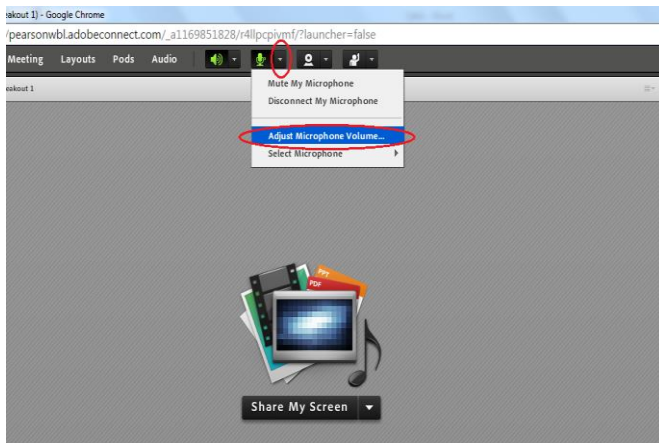 eakout 1) - Google Chrome
/pearsonwbl.adobeconnect.com/_a1169851828/r4llpcpivmf/?launcher=false
Meeting Layouts Pods Audio
eakout 1
Mute My Microphone
Disconnect My Microphone
Adjust Microphone Volume...
Select Microphone
PPT
PDF
Share My Screen